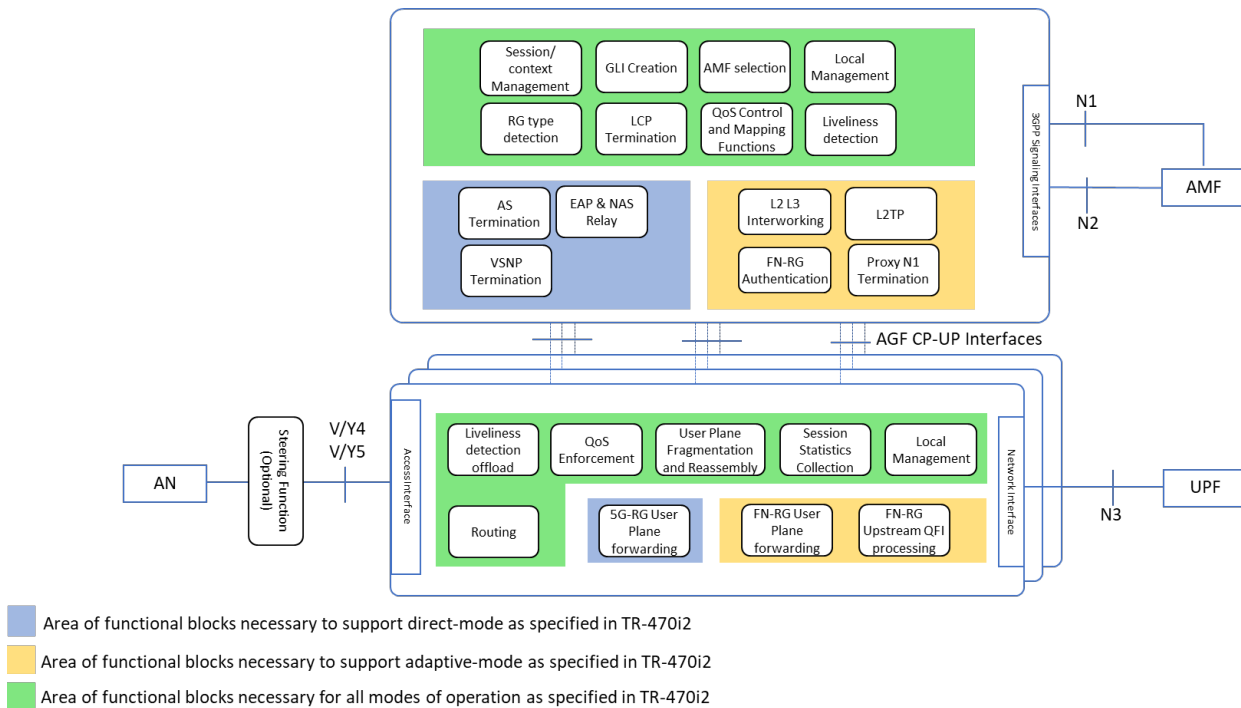 Session/
context
Management
GLI Creation
AMF selection
Local
Management
RG type
detection
LCP
Termination
QoS Control
and Mapping
Functions
Liveliness
detection
AS
Termination
EAP & NAS
Relay
VSNP
Termination
L2 L3
Interworking
L2TP
FN-RG
Authentication
Proxy N1
Termination
3GPP Signaling Interfaces
N1
AMF
N2
AGF CP-UP Interfaces
AN
Steering Function
(Optional)
V/Y4
V/Y5
AccessInterface
Liveliness
detection
offload
QoS
Enforcement
User Plane
Fragmentation
and Reassembly
Session
Statistics
Collection
Local
Management
Routing
5G-RG User
Plane
forwarding
FN-RG User
Plane
forwarding
FN-RG
Upstream QFI
processing
Network Interface
N3
UPF
Area of functional blocks necessary to support direct-mode as specified in TR-470i2
Area of functional blocks necessary to support adaptive-mode as specified in TR-470i2
Area of functional blocks necessary for all modes of operation as specified in TR-470i2